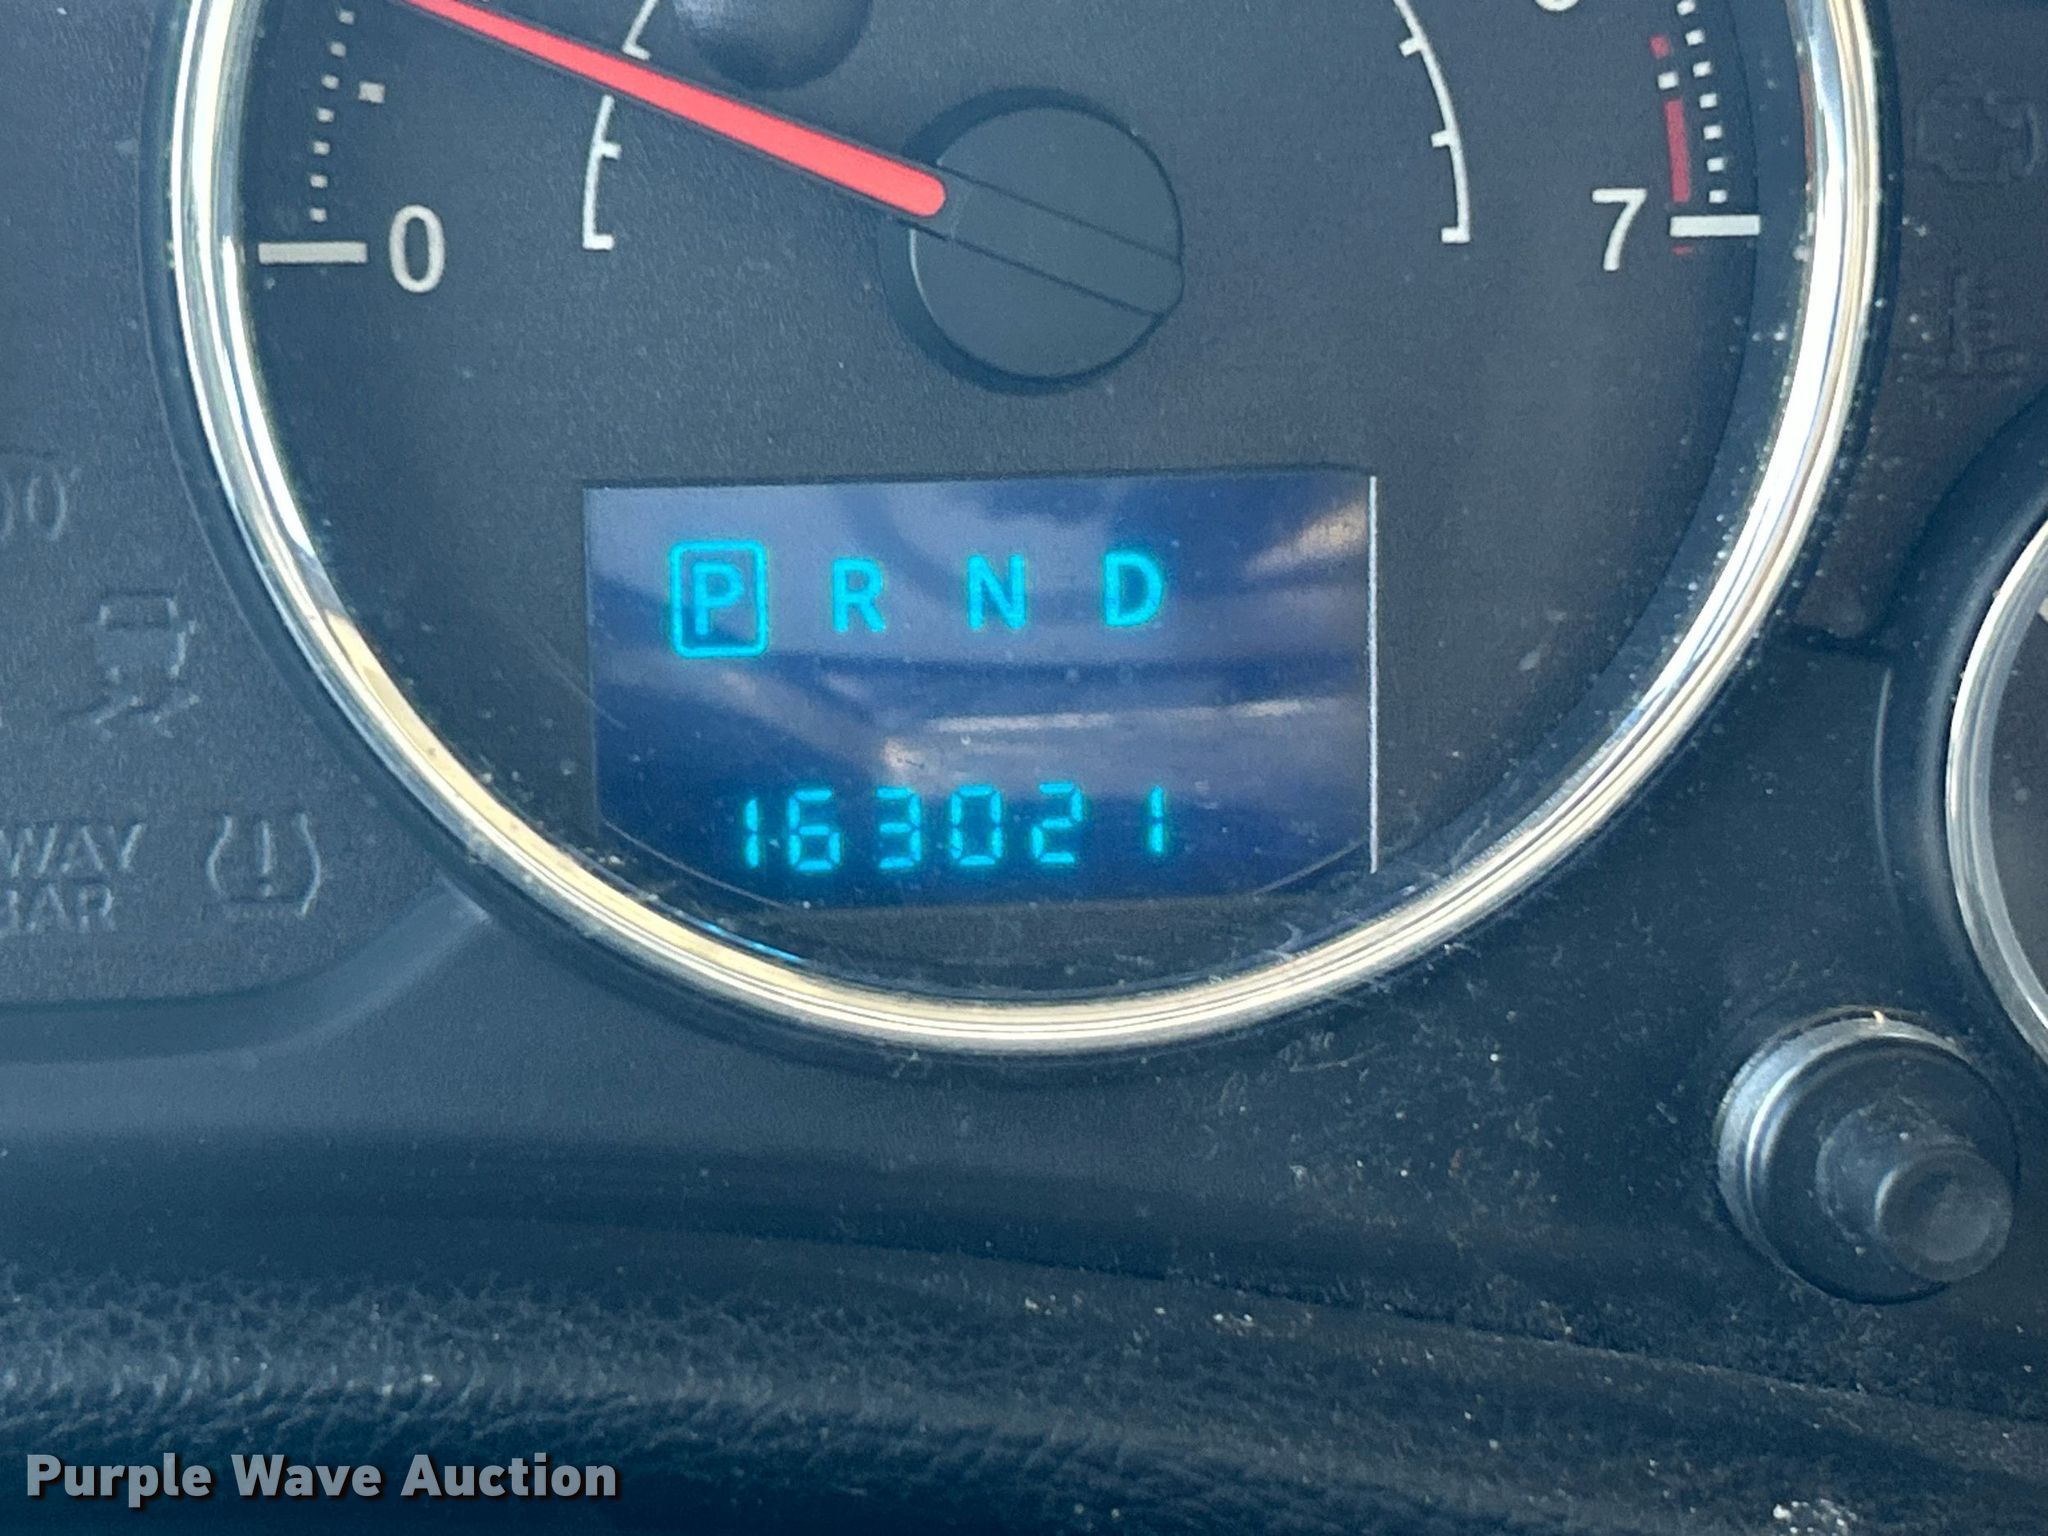 0
7
P R N D
163021
WAY
BAR
Purple Wave Auction